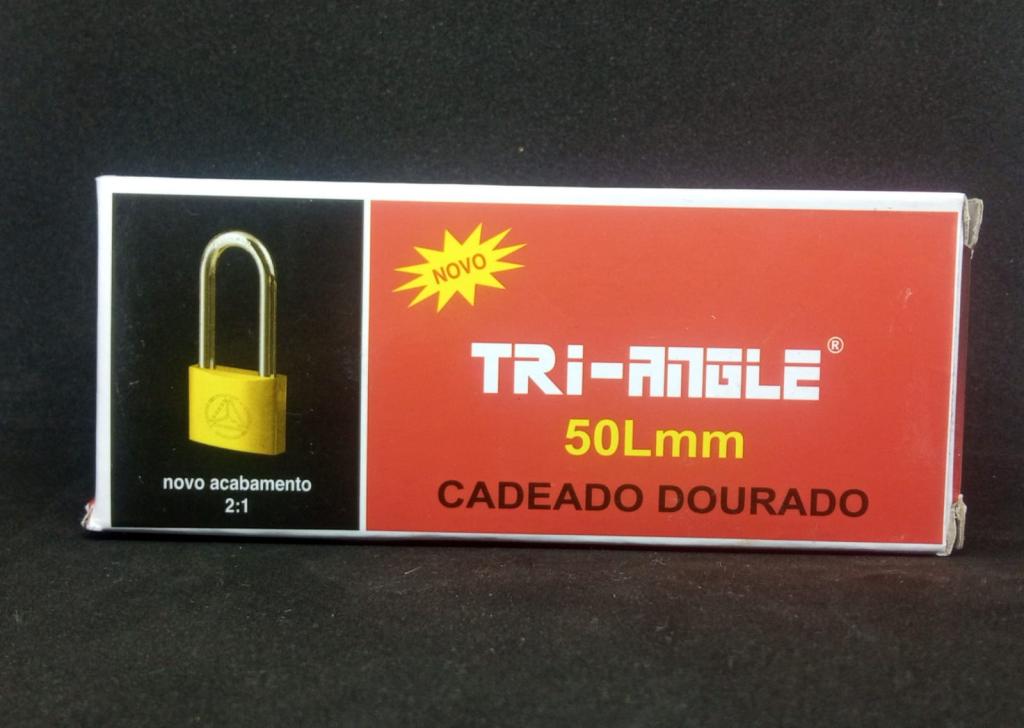 NOVO
TRi-ANGLE®
50Lmm
CADEADO DOURADO
novo acabamento
2:1